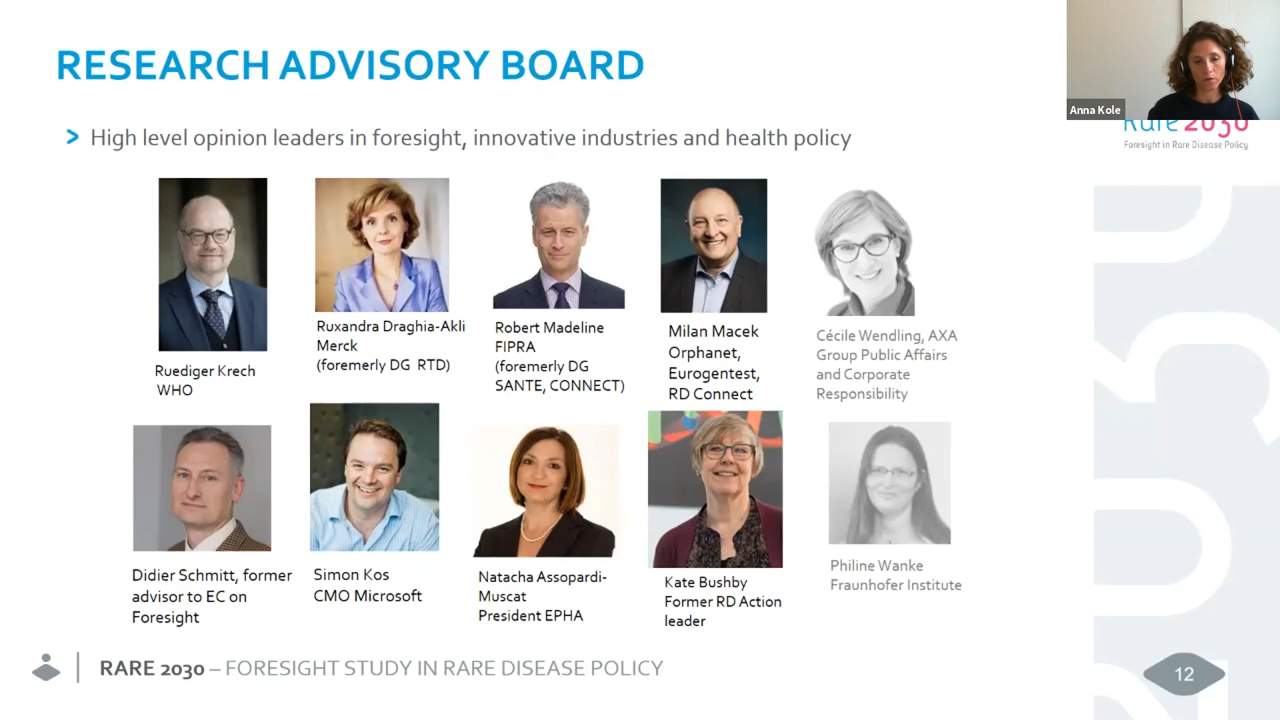 RESEARCH ADVISORY BOARD
Anna Kole
Rare 2030
Foresight in Rare Disease Policy
> High level opinion leaders in foresight, innovative industries and health policy
Ruediger Krech
WHO
Ruxandra Draghia-Akli
Merck
(foremerly DG RTD)
Robert Madeline
FIPRA
(foremerly DG
SANTE, CONNECT)
Milan Macek
Orphanet,
Eurogentest,
RD Connect
Cécile Wendling, AXA
Group Public Affairs
and Corporate
Responsibility
Didier Schmitt, former
advisor to EC on
Foresight
Simon Kos
CMO Microsoft
Natacha Assopardi-
Muscat
President EPHA
Kate Bushby
Former RD Action
leader
Philine Wanke
Fraunhofer Institute
RARE 2030 – FORESIGHT STUDY IN RARE DISEASE POLICY
12